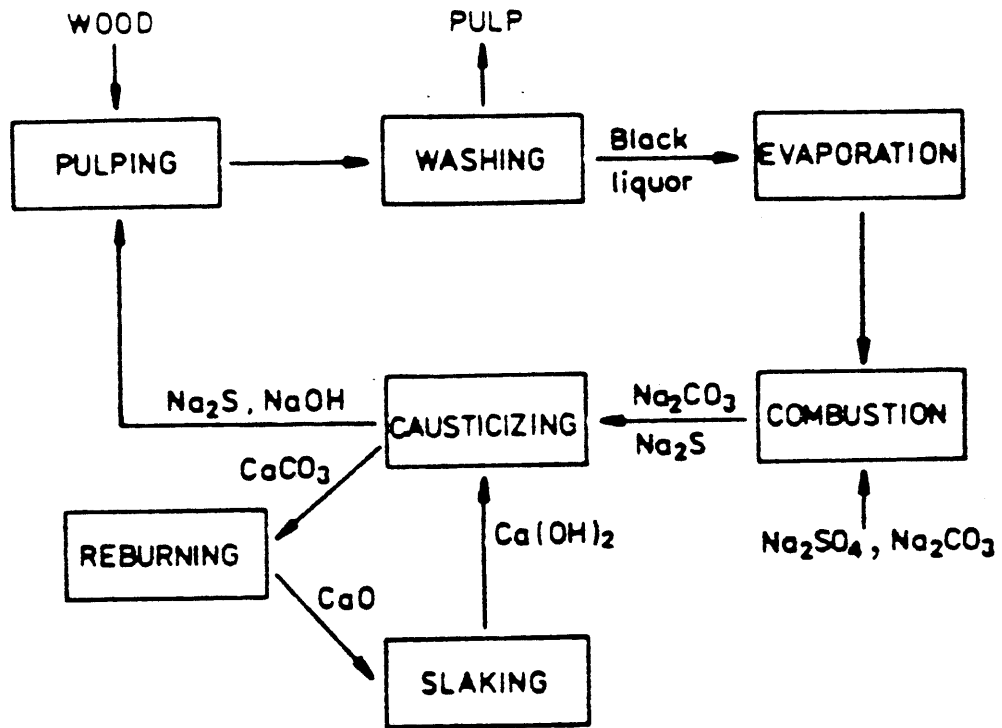 WOOD
PULP
PULPING
WASHING
Black
liquor
EVAPORATION
Na₂S, NaOH
CAUSTICIZING
Na₂CO₃
Na₂S
COMBUSTION
CaCO₃
Ca(OH)₂
Na₂SO₄, Na₂CO₃
REBURNING
CaO
SLAKING